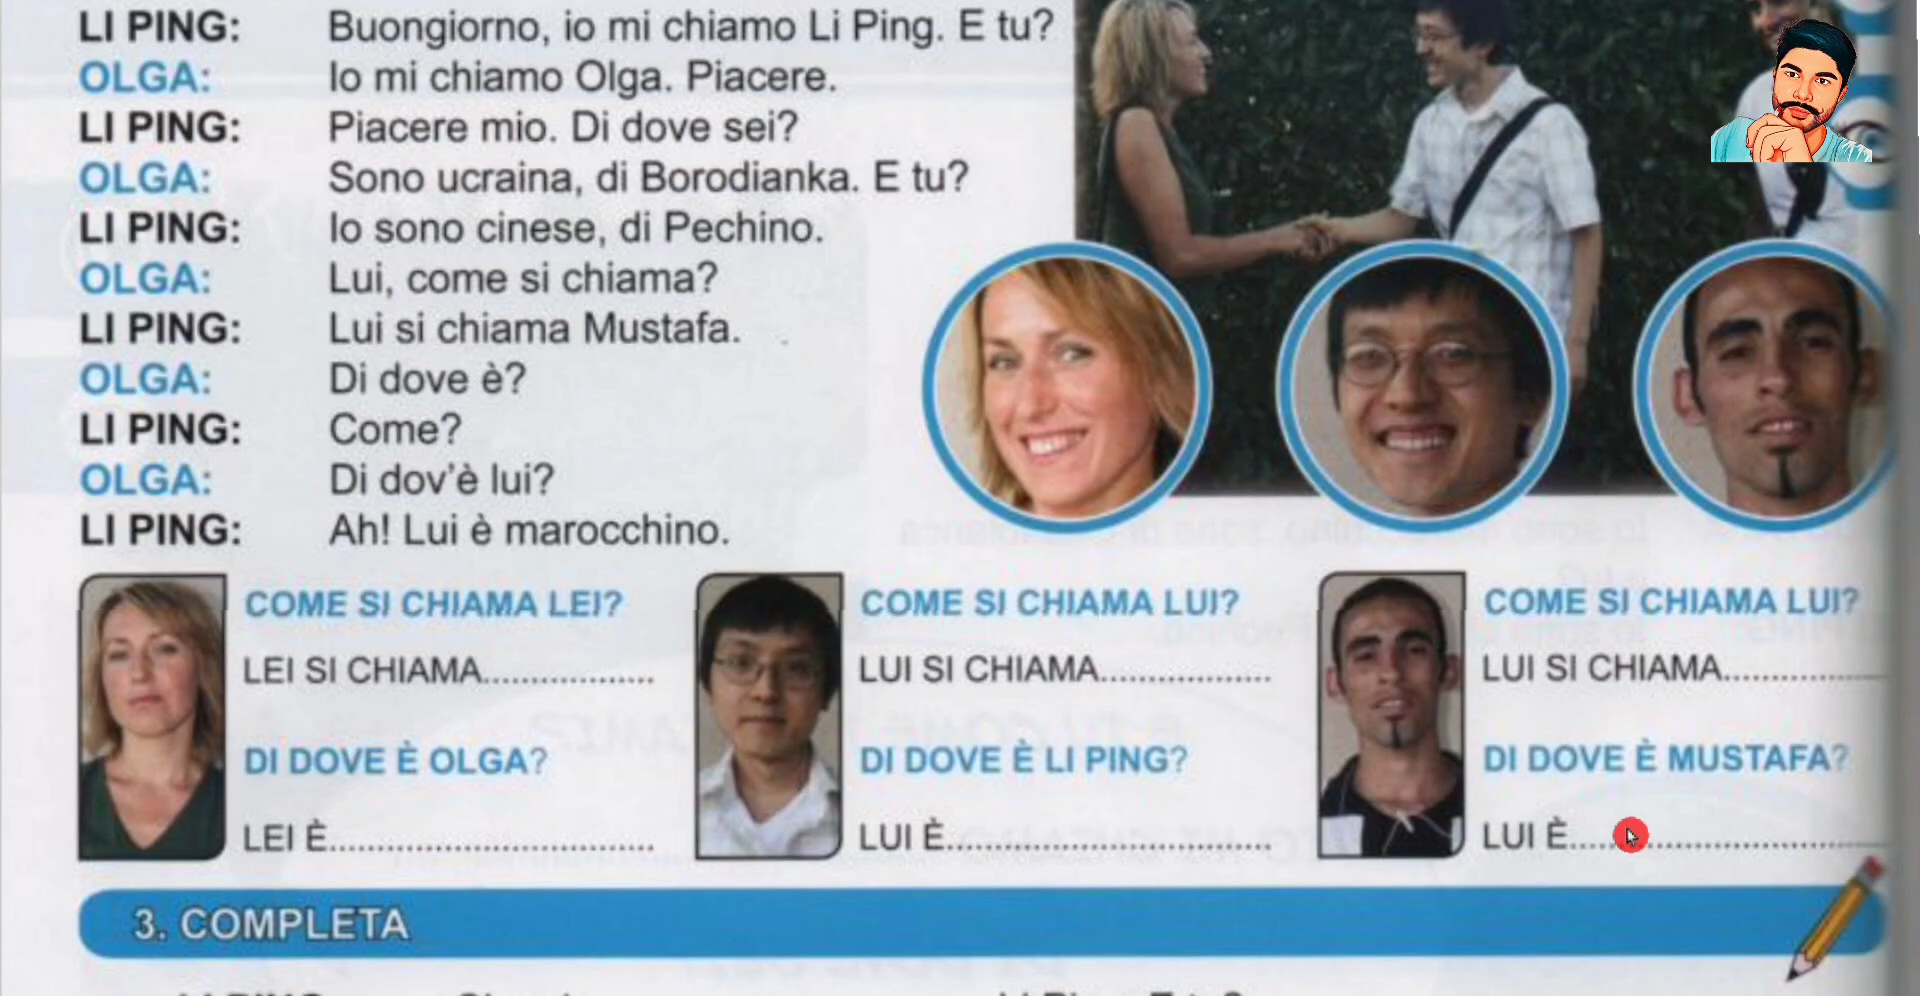 LI PING: Buongiorno, io mi chiamo Li Ping. E tu?
OLGA: Io mi chiamo Olga. Piacere.
LI PING: Piacere mio. Di dove sei?
OLGA: Sono ucraina, di Borodianka. E tu?
LI PING: Io sono cinese, di Pechino.
OLGA: Lui, come si chiama?
LI PING: Lui si chiama Mustafa.
OLGA: Di dove è?
LI PING: Come?
OLGA: Di dov'è lui?
LI PING: Ah! Lui è marocchino.
COME SI CHIAMA LEI?
LEI SI CHIAMA.................
DI DOVE È OLGA?
LEI È................................
COME SI CHIAMA LUI?
LUI SI CHIAMA.................
DI DOVE È LI PING?
LUI È................................
COME SI CHIAMA LUI?
LUI SI CHIAMA................
DI DOVE È MUSTAFA?
LUI È...............................
3. COMPLETA